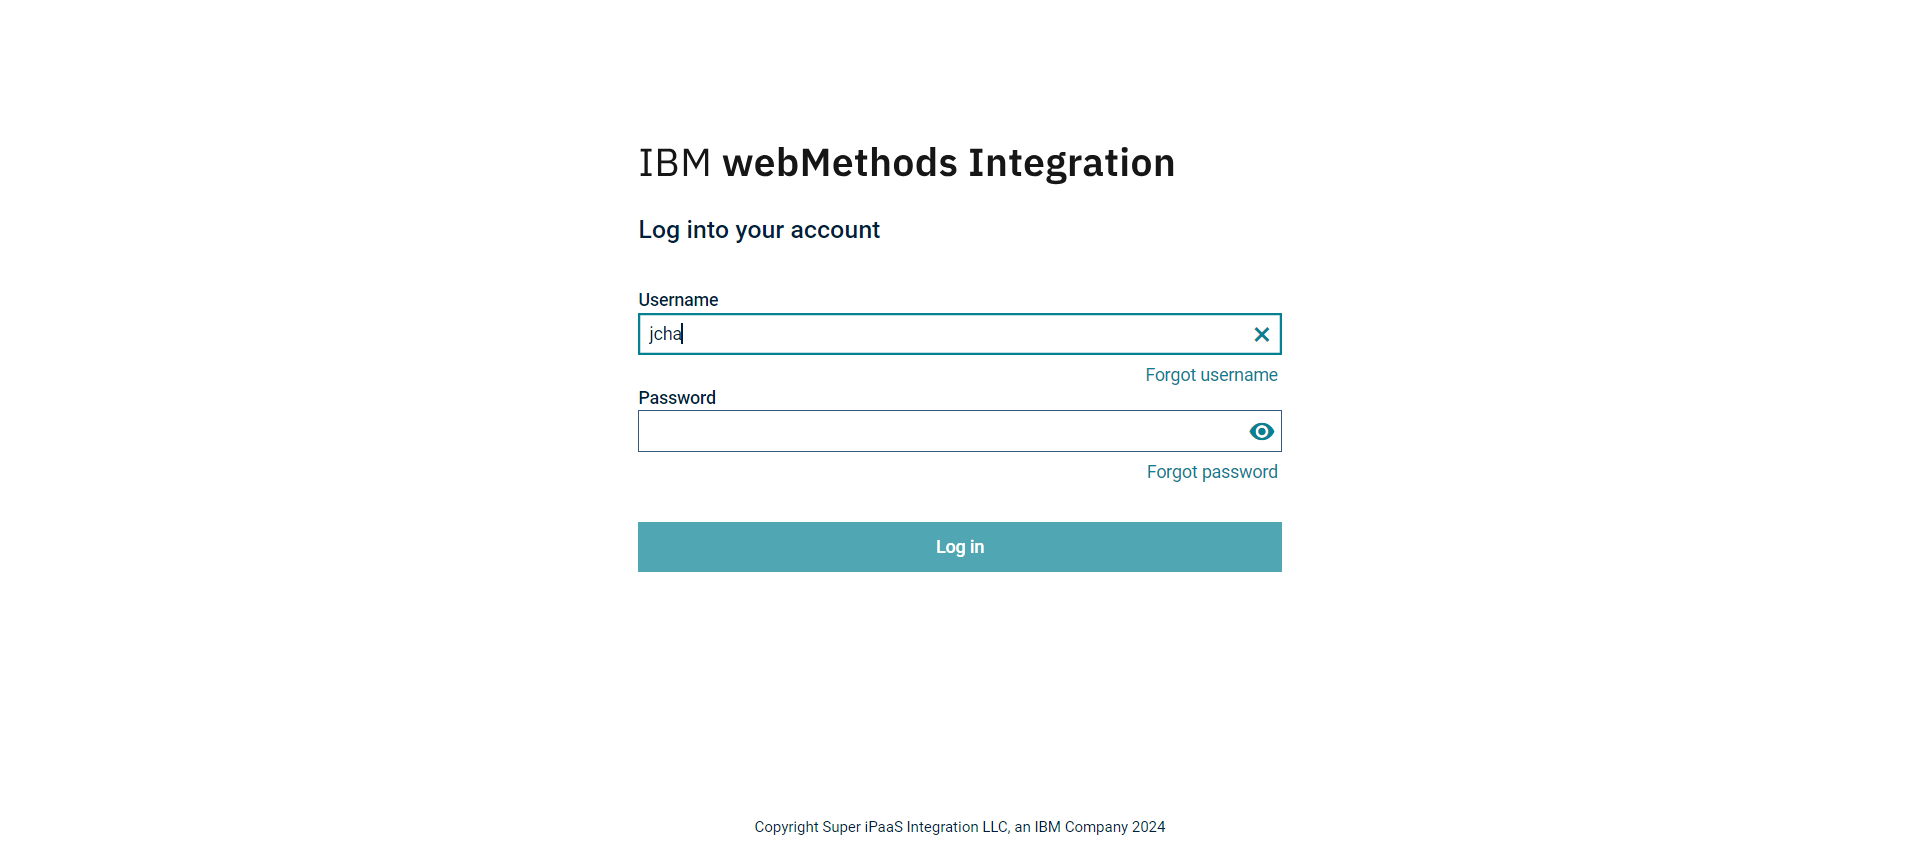 IBM webMethods Integration
Log into your account
Username
jcha
Forgot username
Password
Forgot password
Log in
Copyright Super iPaaS Integration LLC, an IBM Company 2024